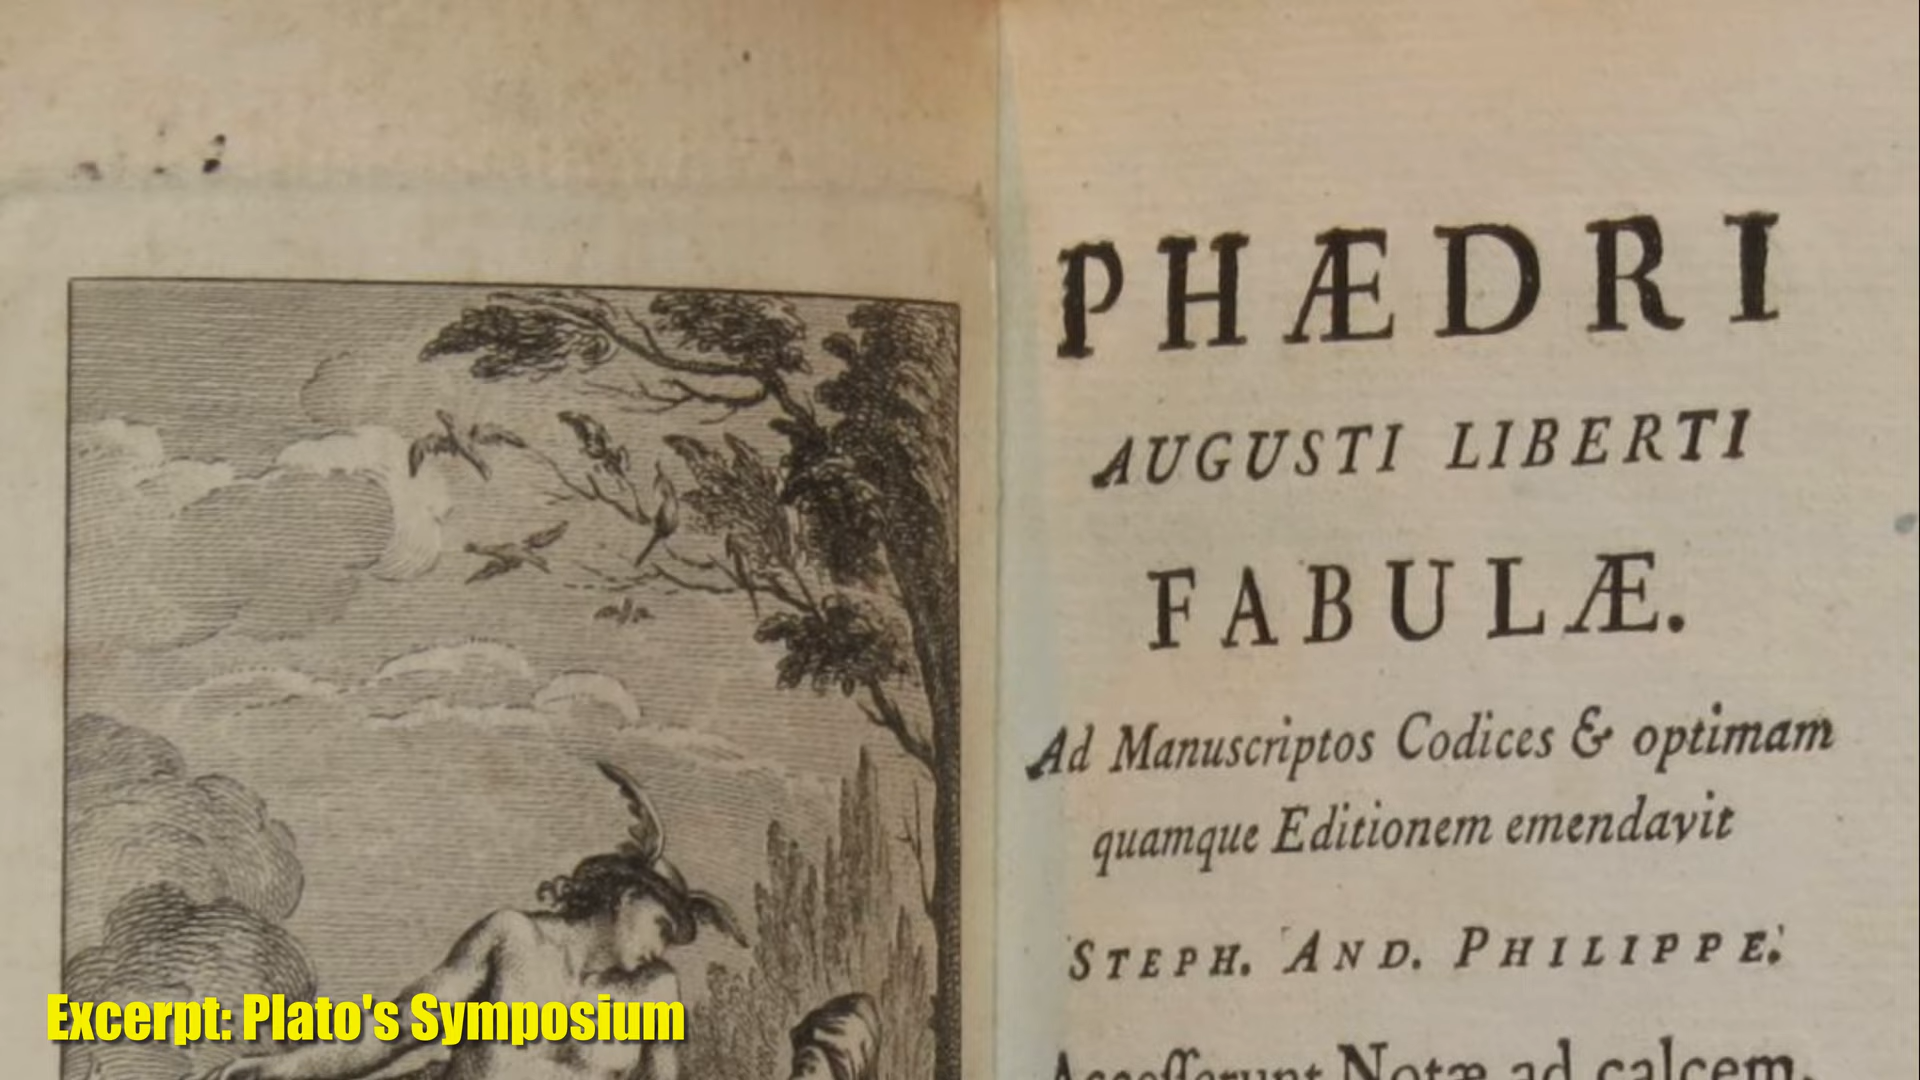 PHÆDRI
AUGUSTI LIBERTI
FABULÆ.
Ad Manuscriptos Codices & optimam
quamque Editionem emendavit
STEPH. AND. PHILIPPE.
Accesserunt Notæ ad calcem.
Excerpt: Plato's Symposium